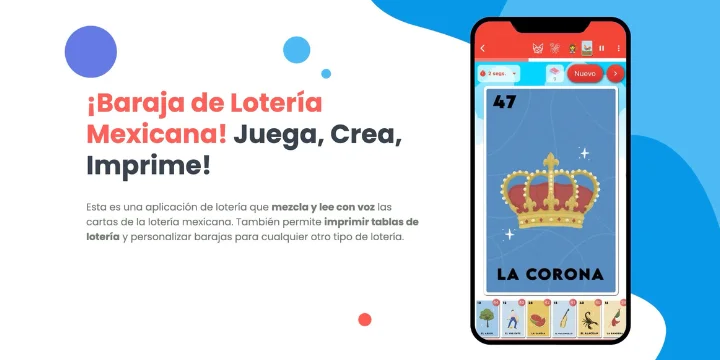 ¡Baraja de Lotería
Mexicana! Juega, Crea,
Imprime!
Esta es una aplicación de lotería que mezcla y lee con voz las
cartas de la lotería mexicana. También permite imprimir tablas de
lotería y personalizar barajas para cualquier otro tipo de lotería.
Nuevo
47
LA CORONA